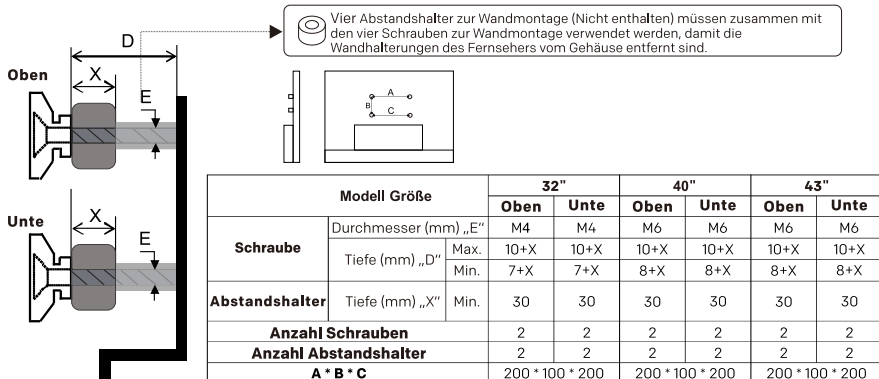 Vier Abstandshalter zur Wandmontage (Nicht enthalten) müssen zusammen mit
den vier Schrauben zur Wandmontage verwendet werden, damit die
Wandhalterungen des Fernsehers vom Gehäuse entfernt sind.
D
Oben
X
E
A
B
C
Unte
X
E
Modell Größe 32" 40" 43"
Oben Unte Oben Unte Oben Unte
Schraube Durchmesser (mm) „E“ M4 M4 M6 M6 M6 M6
Tiefe (mm) „D“ Max. 10+X 10+X 10+X 10+X 10+X 10+X
Min. 7+X 7+X 8+X 8+X 8+X 8+X
Abstandshalter Tiefe (mm) „X“ Min. 30 30 30 30 30 30
Anzahl Schrauben 2 2 2 2 2 2
Anzahl Abstandshalter 2 2 2 2 2 2
A * B * C 200 * 100 * 200 200 * 100 * 200 200 * 100 * 200